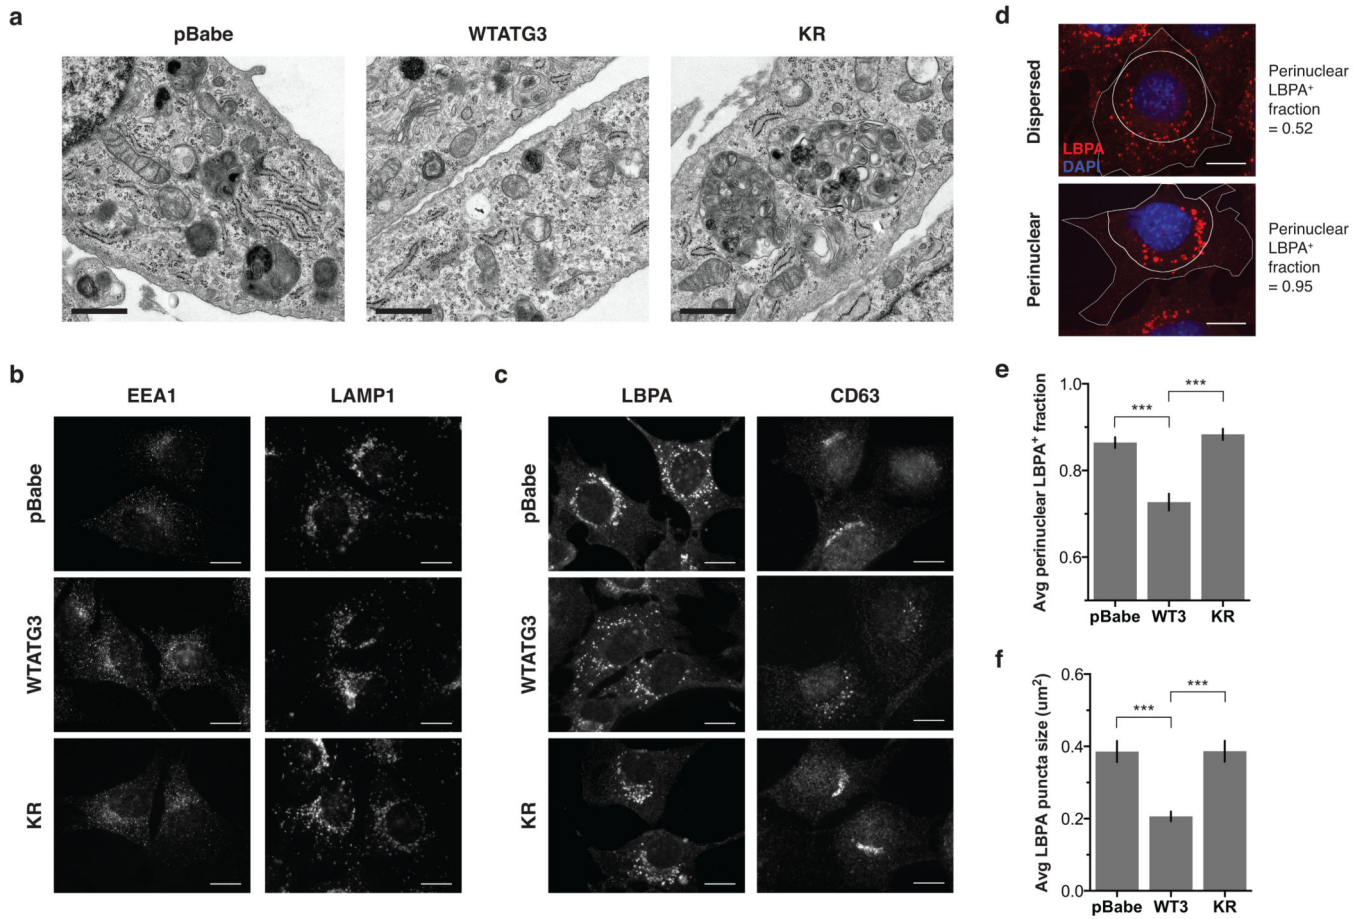 a
pBabe
WTATG3
KR
b
EEA1
LAMP1
pBabe
WTATG3
KR
c
LBPA
CD63
pBabe
WTATG3
KR
d
Dispersed
LBPA
DAPI
Perinuclear
LBPA⁺
fraction
= 0.52
Perinuclear
Perinuclear
LBPA⁺
fraction
= 0.95
e
Avg perinuclear LBPA⁺ fraction
1.0
0.8
0.6
***
***
pBabe
WT3
KR
f
Avg LBPA puncta size (um²)
0.6
0.4
0.2
0.0
***
***
pBabe
WT3
KR